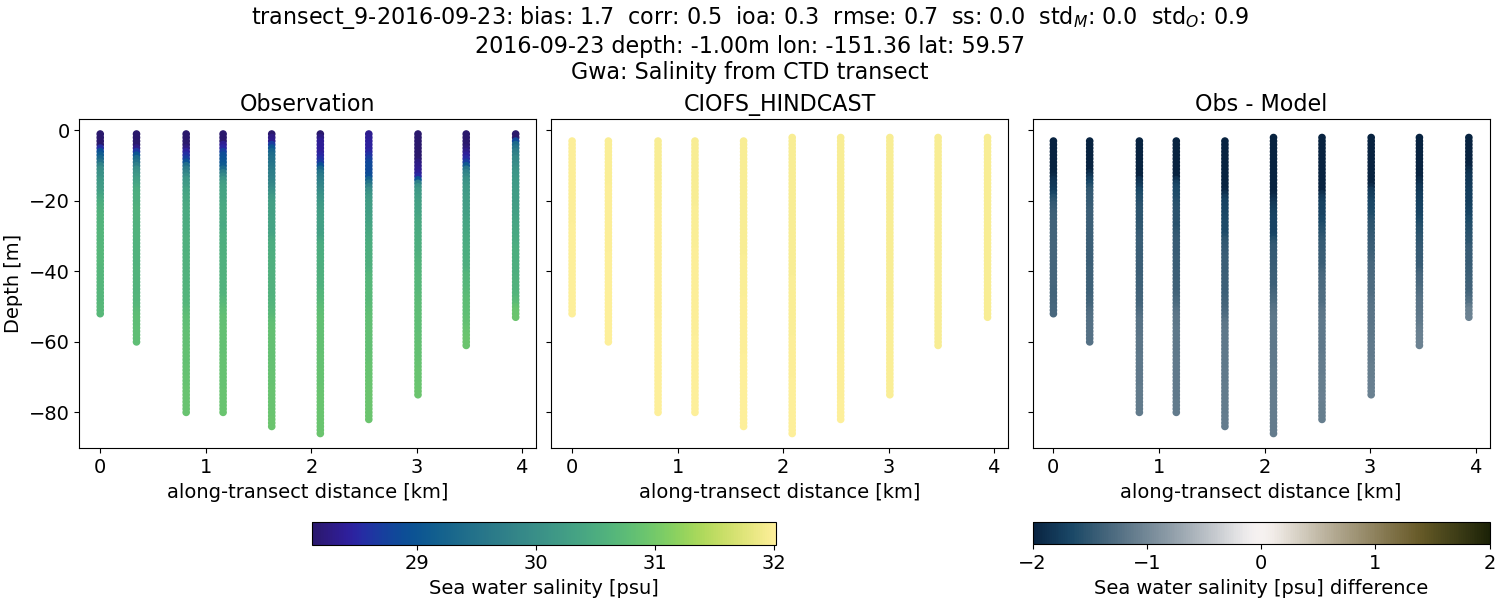 transect_9-2016-09-23: bias: 1.7  corr: 0.5  ioa: 0.3  rmse: 0.7  ss: 0.0  std_M: 0.0  std_O: 0.9
2016-09-23 depth: -1.00m lon: -151.36 lat: 59.57
Gwa: Salinity from CTD transect
Observation
CIOFS_HINDCAST
Obs - Model
Depth [m]
0
−20
−40
−60
−80
0 1 2 3 4
0 1 2 3 4
0 1 2 3 4
along-transect distance [km]
along-transect distance [km]
along-transect distance [km]
29 30 31 32
Sea water salinity [psu]
−2 −1 0 1 2
Sea water salinity [psu] difference